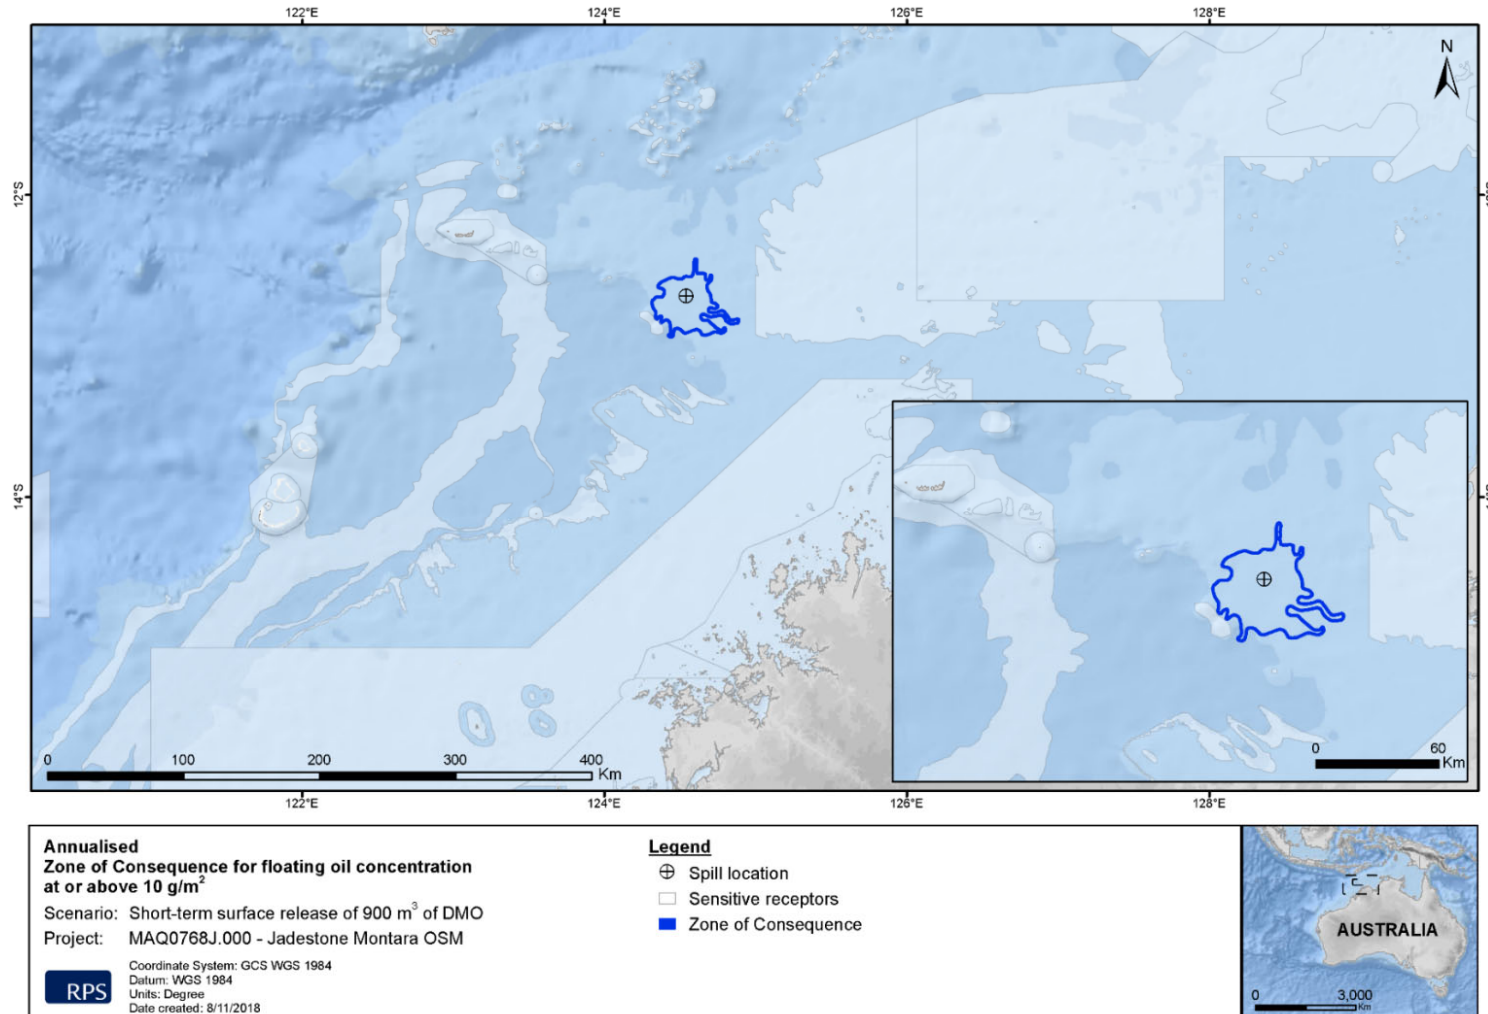 122°E 124°E 126°E 128°E
N
12°S
14°S
0 100 200 300 400 Km
0 60
Km
122°E 124°E 126°E 128°E
Annualised
Zone of Consequence for floating oil concentration
at or above 10 g/m²
Scenario: Short-term surface release of 900 m³ of DMO
Project: MAQ0768J.000 - Jadestone Montara OSM
RPS
Coordinate System: GCS WGS 1984
Datum: WGS 1984
Units: Degree
Date created: 8/11/2018
Legend
Spill location
Sensitive receptors
Zone of Consequence
AUSTRALIA
0 3,000
Km